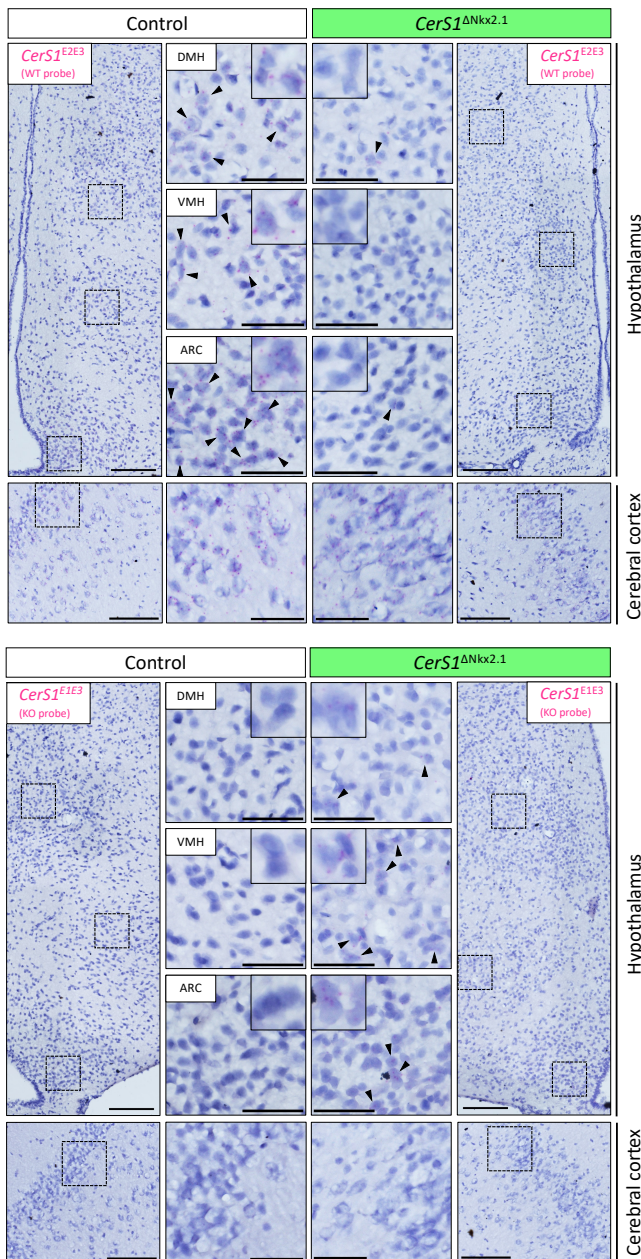 Control
CerS1ΔNkx2.1
CerS1E2E3
(WT probe)
DMH
CerS1E2E3
(WT probe)
VMH
ARC
Hypothalamus
Cerebral cortex
Control
CerS1ΔNkx2.1
CerS1E1E3
(KO probe)
DMH
CerS1E1E3
(KO probe)
VMH
ARC
Hypothalamus
Cerebral cortex